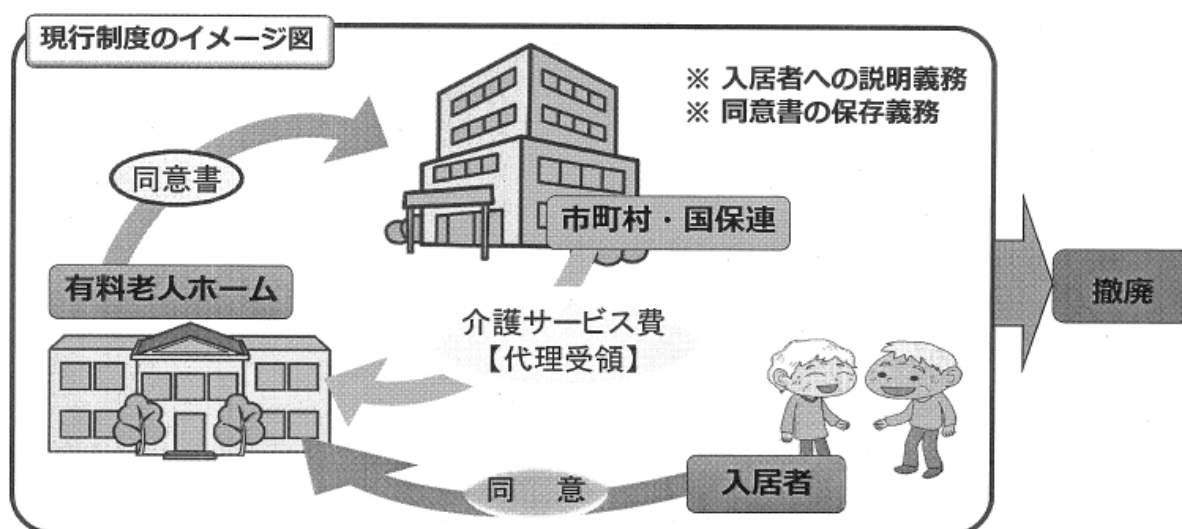 現行制度のイメージ図
※ 入居者への説明義務
※ 同意書の保存義務
同意書
市町村・国保連
有料老人ホーム
撤廃
介護サービス費
【代理受領】
同 意
入居者